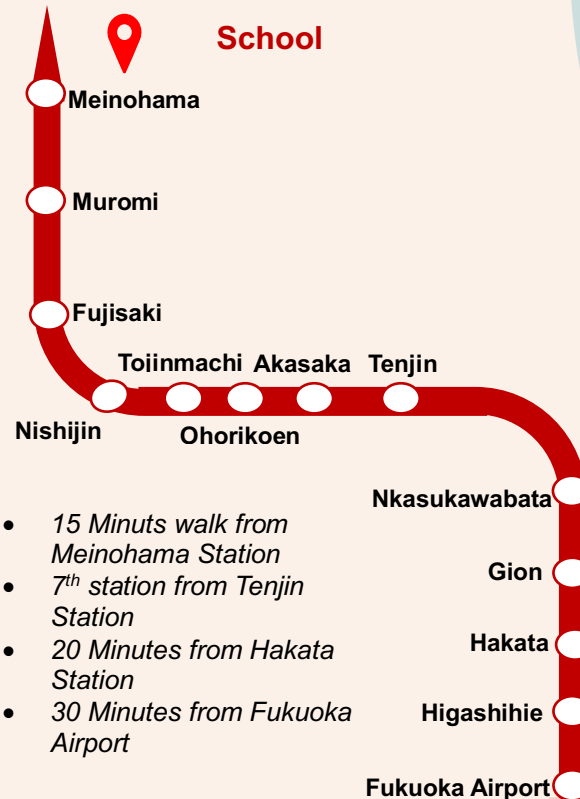 School
Meinohama
Muromi
Fujisaki
Tojinmachi Akasaka Tenjin
Nishijin
Ohorikoen
Nkasukawabata
Gion
Hakata
Higashihie
Fukuoka Airport
• 15 Minuts walk from
Meinohama Station
• 7th station from Tenjin
Station
• 20 Minutes from Hakata
Station
• 30 Minutes from Fukuoka
Airport